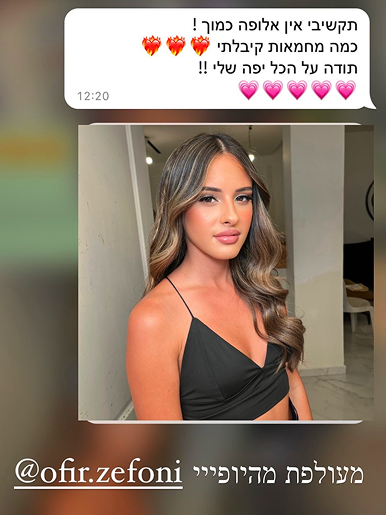 תקשיבי אין אלופה כמוך !
כמה מחמאות קיבלתי ❤️‍🔥❤️‍🔥❤️‍🔥
תודה על הכל יפה שלי !!
💗💗💗💗💗
12:20
מעולפת מהיופייי @ofir.zefoni